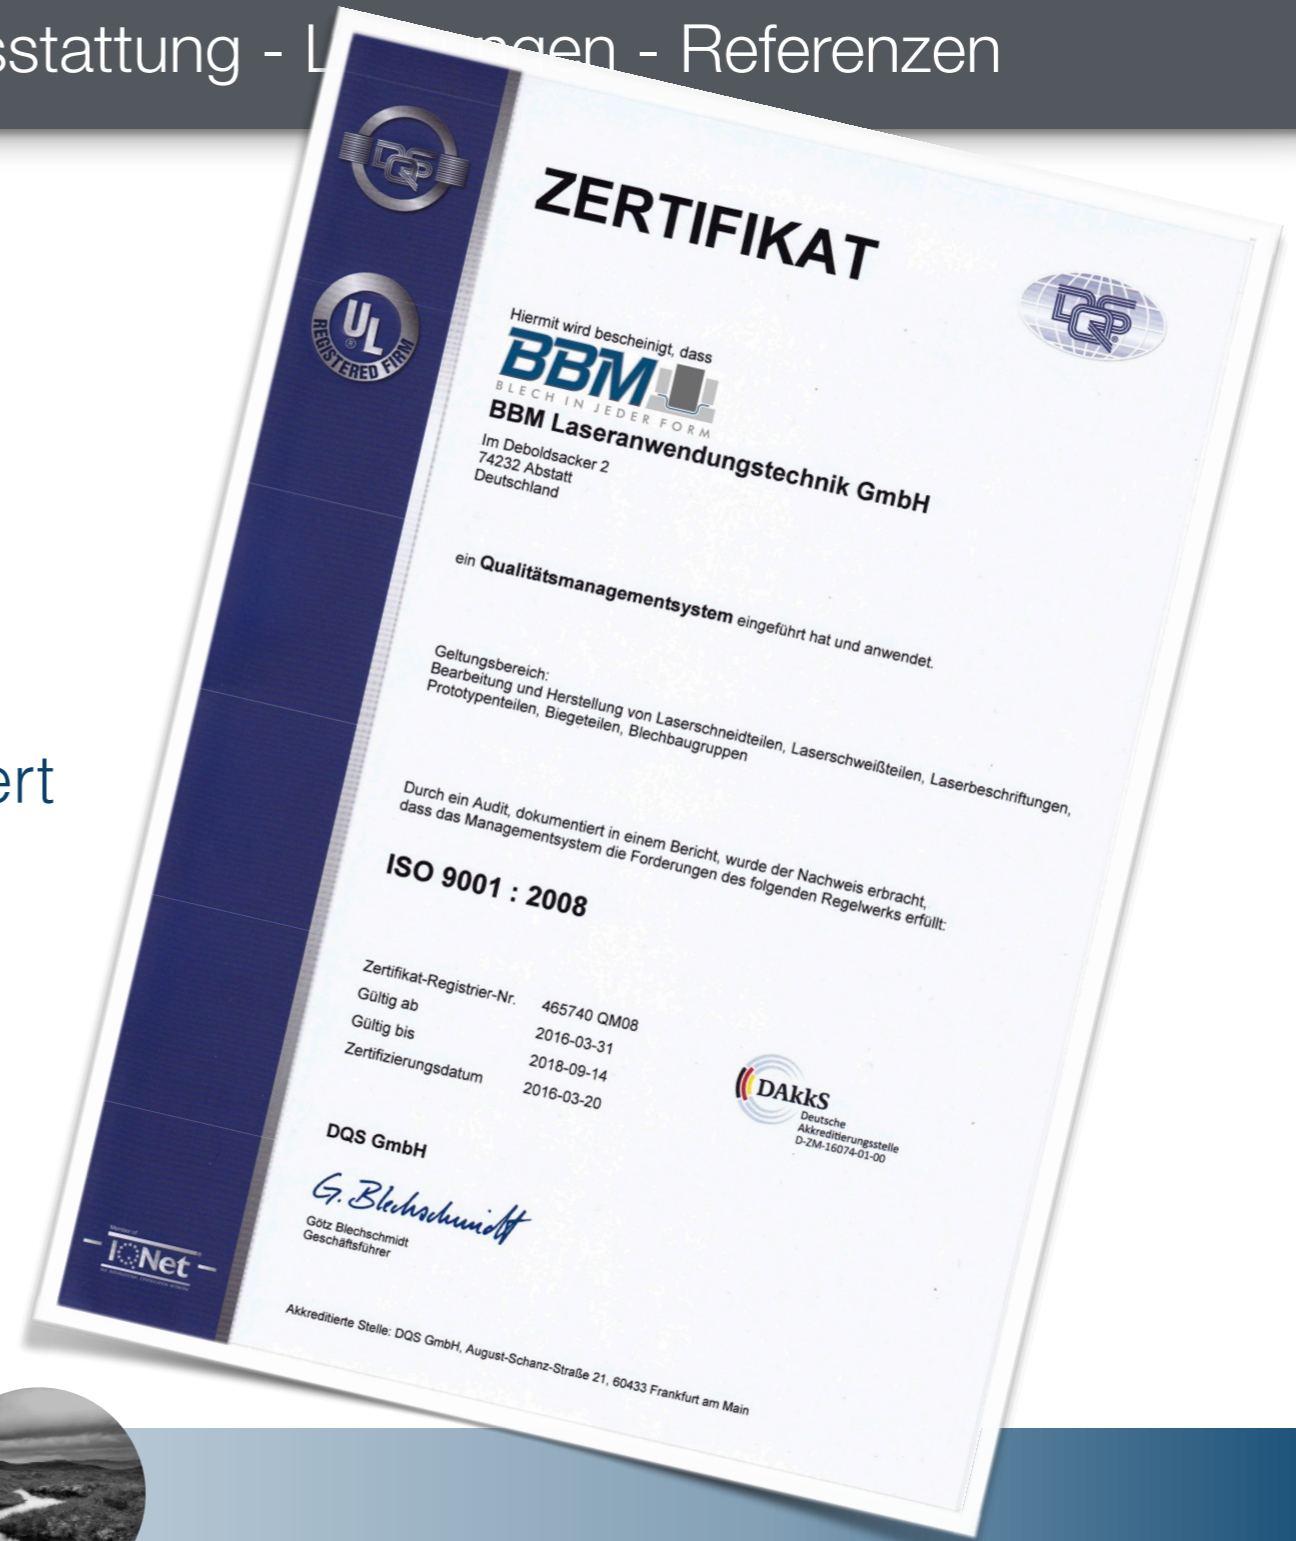 sstattung - L ngen - Referenzen
DQS
UL
®
REGISTERED FIRM
ZERTIFIKAT
DQS
Hiermit wird bescheinigt, dass
BBM
BLECH IN JEDER FORM
BBM Laseranwendungstechnik GmbH
Im Deboldsacker 2
74232 Abstatt
Deutschland
ein Qualitätsmanagementsystem eingeführt hat und anwendet.
Geltungsbereich:
Bearbeitung und Herstellung von Laserschneidteilen, Laserschweißteilen, Laserbeschriftungen,
Prototypenteilen, Biegeteilen, Blechbaugruppen
ert
Durch ein Audit, dokumentiert in einem Bericht, wurde der Nachweis erbracht,
dass das Managementsystem die Forderungen des folgenden Regelwerks erfüllt:
ISO 9001 : 2008
Zertifikat-Registrier-Nr. 465740 QM08
Gültig ab 2016-03-31
Gültig bis 2018-09-14
Zertifizierungsdatum 2016-03-20
DAkkS
Deutsche
Akkreditierungsstelle
D-ZM-16074-01-00
DQS GmbH
G. Blechschmidt
Götz Blechschmidt
Geschäftsführer
Member of
IQNet
Akkreditierte Stelle: DQS GmbH, August-Schanz-Straße 21, 60433 Frankfurt am Main